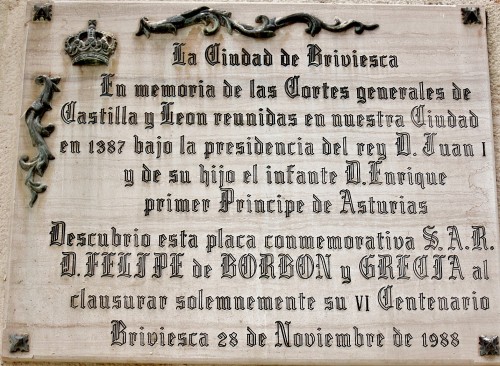 La Ciudad de Briviesca
En memoria de las Cortes generales de
Castilla y Leon reunidas en nuestra Ciudad
en 1387 bajo la presidencia del rey D. Juan I
y de su hijo el infante D. Enrique
primer Principe de Asturias
Descubrio esta placa conmemorativa S.A.R.
D. FELIPE de BORBON y GRECIA al
clausurar solemnemente su VI Centenario
Briviesca 28 de Noviembre de 1988